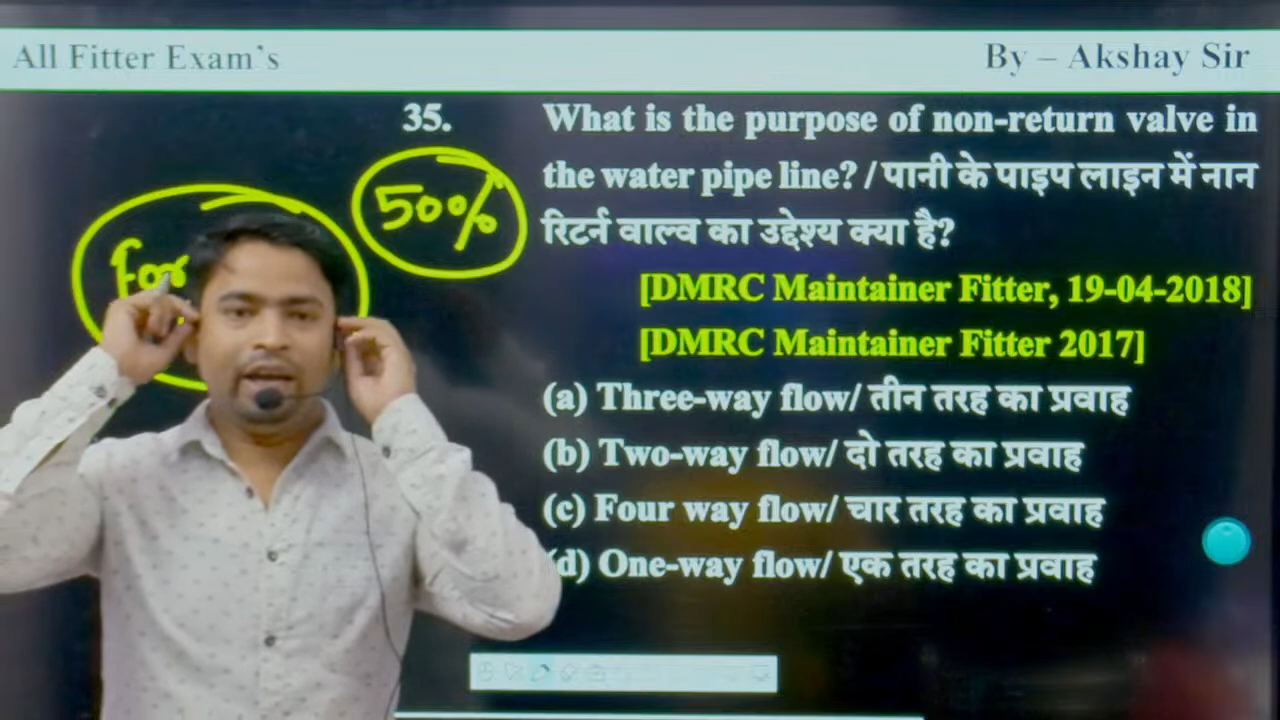 All Fitter Exam's
By – Akshay Sir
35.
What is the purpose of non-return valve in
the water pipe line? / पानी के पाइप लाइन में नान
रिटर्न वाल्व का उद्देश्य क्या है?
[DMRC Maintainer Fitter, 19-04-2018]
[DMRC Maintainer Fitter 2017]
(a) Three-way flow/ तीन तरह का प्रवाह
(b) Two-way flow/ दो तरह का प्रवाह
(c) Four way flow/ चार तरह का प्रवाह
(d) One-way flow/ एक तरह का प्रवाह
50%
for